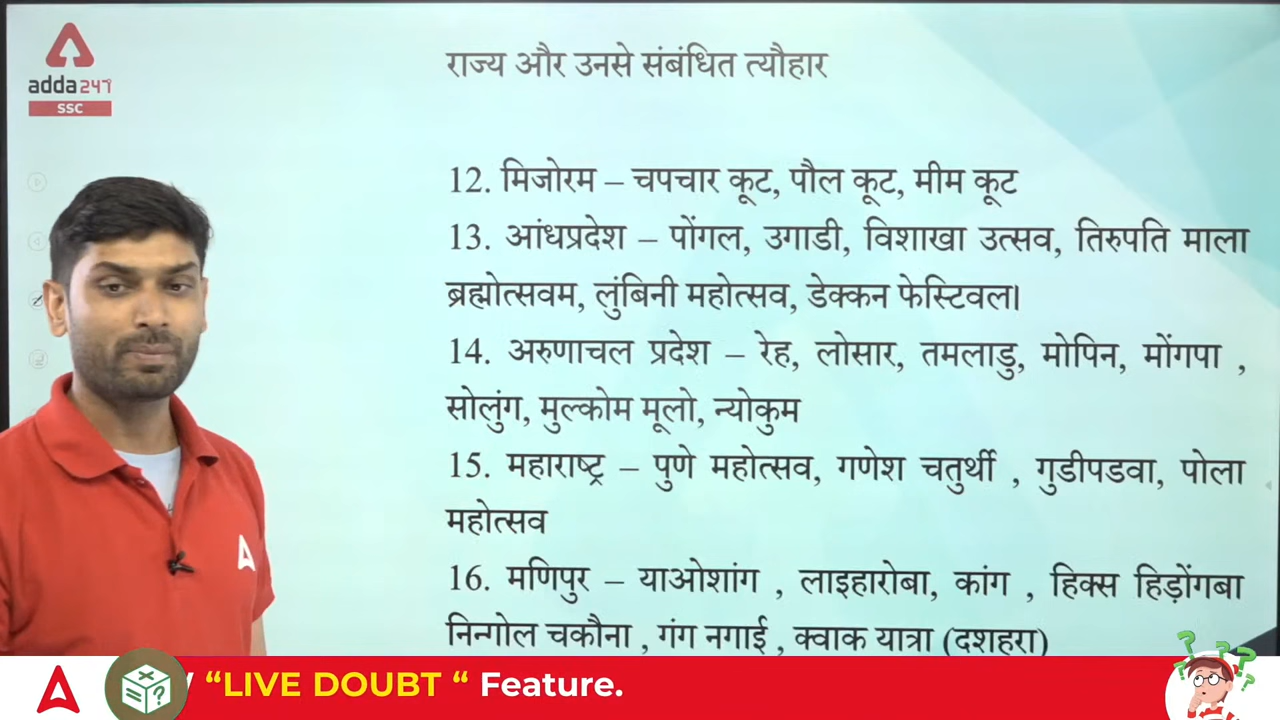 adda247
SSC
राज्य और उनसे संबंधित त्यौहार
12. मिजोरम – चपचार कूट, पौल कूट, मीम कूट
13. आंधप्रदेश – पोंगल, उगाडी, विशाखा उत्सव, तिरुपति माला
ब्रह्मोत्सवम, लुंबिनी महोत्सव, डेक्कन फेस्टिवल।
14. अरुणाचल प्रदेश – रेह, लोसार, तमलाडु, मोपिन, मोंगपा ,
सोलुंग, मुल्कोम मूलो, न्योकुम
15. महाराष्ट्र – पुणे महोत्सव, गणेश चतुर्थी , गुडीपडवा, पोला
महोत्सव
16. मणिपुर – याओशांग , लाइहारोबा, कांग , हिक्स हिड़ोंगबा
निन्गोल चकौना , गंग नगाई , क्वाक यात्रा (दशहरा)
“LIVE DOUBT “ Feature.